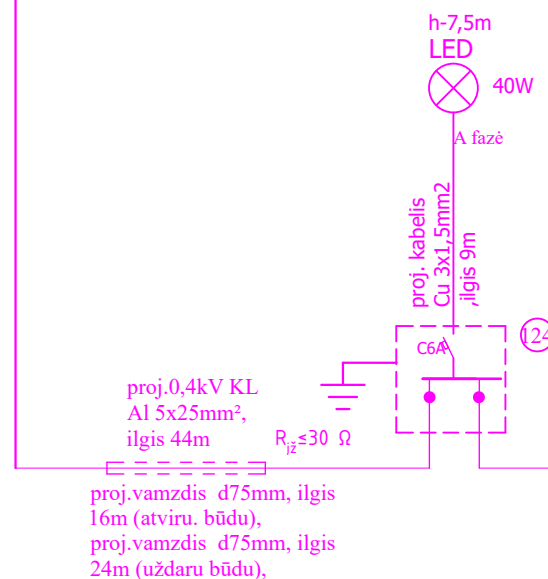 h-7,5m
LED
40W
A fazė
proj. kabelis
Cu 3x1,5mm2
,ilgis 9m
C6A
124
proj.0,4kV KL
Al 5x25mm²,
ilgis 44m
Rįž≤30 Ω
proj.vamzdis d75mm, ilgis
16m (atviru. būdu),
proj.vamzdis d75mm, ilgis
24m (uždaru būdu),